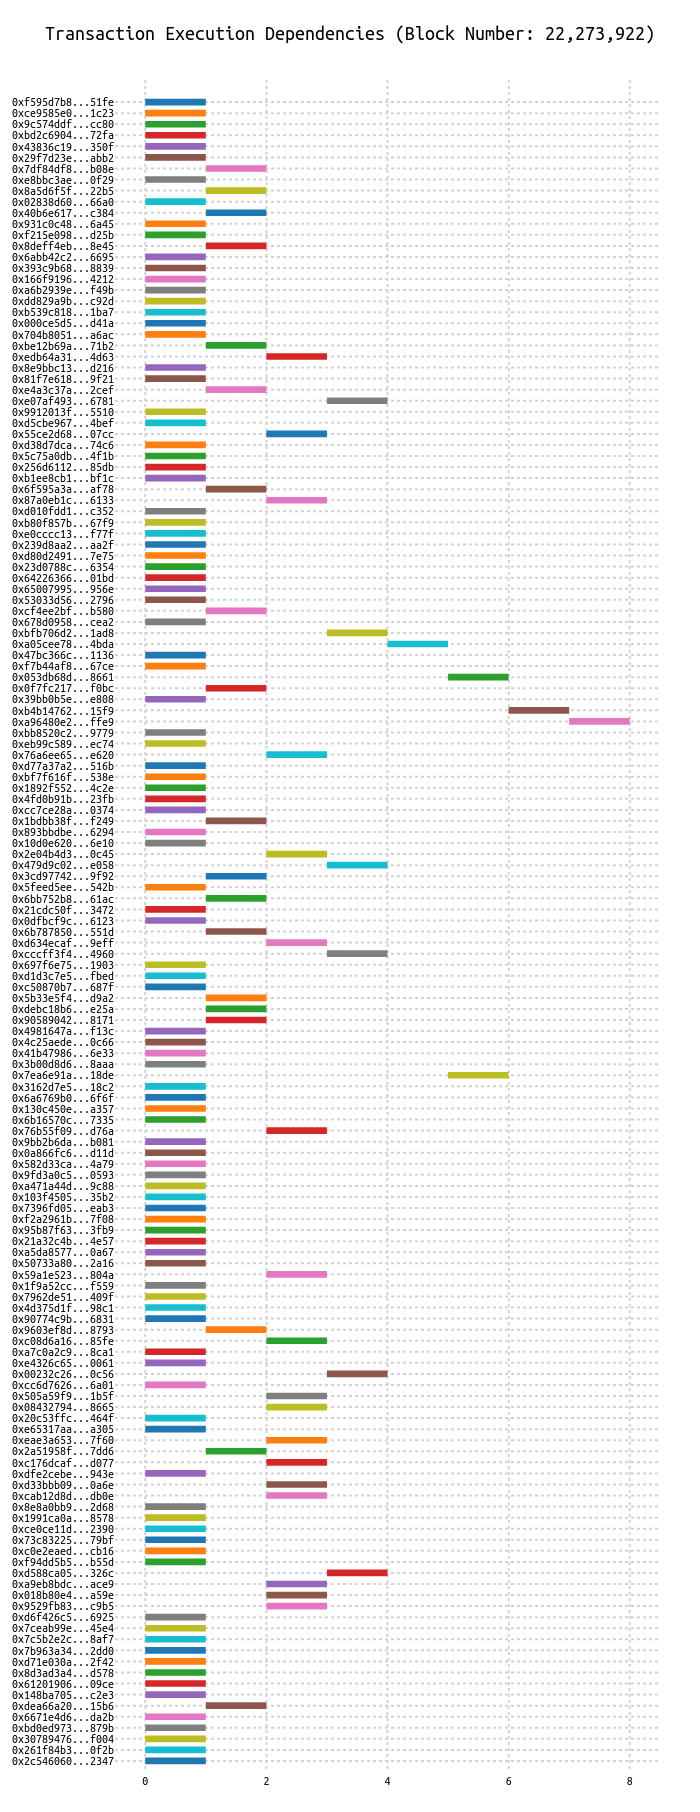 Transaction Execution Dependencies (Block Number: 22,273,922)
0xf595d7b8...51fe
0xce9585e0...1c23
0x9c574ddf...cc80
0xbd2c6904...72fa
0x43836c19...350f
0x29f7d23e...abb2
0x7df84df8...b08e
0xe8bbc3ae...0f29
0x8a5d6f5f...22b5
0x02838d60...66a0
0x40b6e617...c384
0x931c0c48...6a45
0xf215e098...d25b
0x8deff4eb...8e45
0x6abb42c2...6695
0x393c9b68...8839
0x166f9196...4212
0xa6b2939e...f49b
0xdd829a9b...c92d
0xb539c818...1ba7
0x000ce5d5...d41a
0x704b8051...a6ac
0xbe12b69a...71b2
0xedb64a31...4d63
0x8e9bbc13...d216
0x81f7e618...9f21
0xe4a3c37a...2cef
0xe07af493...6781
0x9912013f...5510
0xd5cbe967...4bef
0x55ce2d68...07cc
0xd38d7dca...74c6
0x5c75a0db...4f1b
0x256d6112...85db
0xb1ee8cb1...bf1c
0x6f595a3a...af78
0x87a0eb1c...6133
0xd010fdd1...c352
0xb80f857b...67f9
0xe0cccc13...f77f
0x239d8aa2...aa2f
0xd80d2491...7e75
0x23d0788c...6354
0x64226366...01bd
0x65007995...956e
0x53033d56...2796
0xcf4ee2bf...b580
0x678d0958...cea2
0xbfb706d2...1ad8
0xa05cee78...4bda
0x47bc366c...1136
0xf7b44af8...67ce
0x053db68d...8661
0x0f7fc217...f0bc
0x39bb0b5e...e808
0xb4b14762...15f9
0xa96480e2...ffe9
0xbb8520c2...9779
0xeb99c589...ec74
0x76a6ee65...e620
0xd77a37a2...516b
0xbf7f616f...538e
0x1892f552...4c2e
0x4fd0b91b...23fb
0xcc7ce28a...0374
0x1bdbb38f...f249
0x893bbdbe...6294
0x10d0e620...6e10
0x2e04b4d3...0c45
0x479d9c02...e058
0x3cd97742...9f92
0x5feed5ee...542b
0x6bb752b8...61ac
0x21cdc50f...3472
0x0dfbcf9c...6123
0x6b787850...551d
0xd634ecaf...9eff
0xcccff3f4...4960
0x697f6e75...1903
0xd1d3c7e5...fbed
0xc50870b7...687f
0x5b33e5f4...d9a2
0xdebc18b6...e25a
0x90589042...8171
0x4981647a...f13c
0x4c25aede...0c66
0x41b47986...6e33
0x3b00d8d6...8aaa
0x7ea6e91a...18de
0x3162d7e5...18c2
0x6a6769b0...6f6f
0x130c450e...a357
0x6b16570c...7335
0x76b55f09...d76a
0x9bb2b6da...b081
0x0a866fc6...d11d
0x582d33ca...4a79
0x9fd3a0c5...0593
0xa471a44d...9c88
0x103f4505...35b2
0x7396fd05...eab3
0xf2a2961b...7f08
0x95b87f63...3fb9
0x21a32c4b...4e57
0xa5da8577...0a67
0x50733a80...2a16
0x59a1e523...804a
0x1f9a52cc...f559
0x7962de51...409f
0x4d375d1f...98c1
0x90774c9b...6831
0x9603ef8d...8793
0xc08d6a16...85fe
0xa7c0a2c9...8ca1
0xe4326c65...0061
0x00232c26...0c56
0xcc6d7626...6a01
0x505a59f9...1b5f
0x08432794...8665
0x20c53ffc...464f
0xe65317aa...a305
0xeae3a653...7f60
0x2a51958f...7dd6
0xc176dcaf...d077
0xdfe2cebe...943e
0xd33bbb09...0a6e
0xcab12d8d...db0e
0x8e8a0bb9...2d68
0x1991ca0a...8578
0xce0ce11d...2390
0x73c83225...79bf
0xc0e2eaed...cb16
0xf94dd5b5...b55d
0xd588ca05...326c
0xa9eb8bdc...ace9
0x018b80e4...a59e
0x9529fb83...c9b5
0xd6f426c5...6925
0x7ceab99e...45e4
0x7c5b2e2c...8af7
0x7b963a34...2dd0
0xd71e030a...2f42
0x8d3ad3a4...d578
0x61201906...09ce
0x148ba705...c2e3
0xdea66a20...15b6
0x6671e4d6...da2b
0xbd0ed973...879b
0x30789476...f004
0x261f84b3...0f2b
0x2c546060...2347
0 2 4 6 8